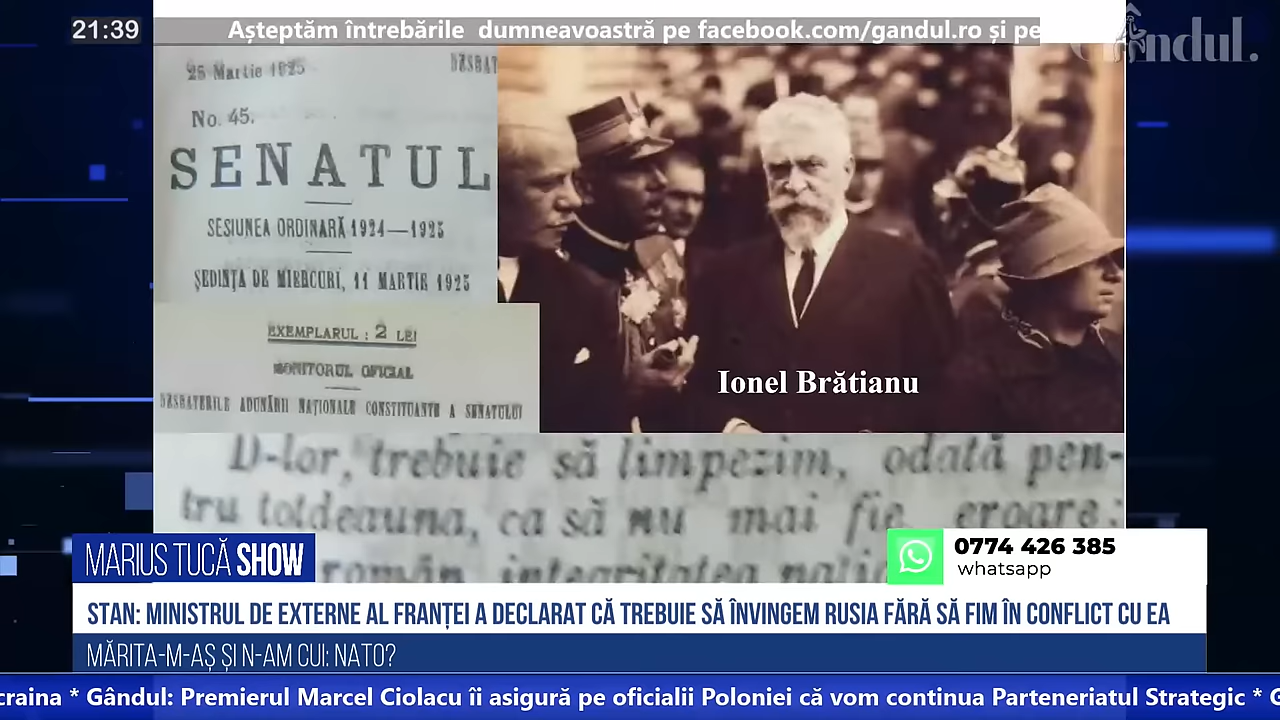 21:39
Așteptăm întrebările dumneavoastră pe facebook.com/gandul.ro și pe
Gândul.
25 Martie 1925
DESBAT
No. 45.
SENATUL
SESIUNEA ORDINARĂ 1924—1925
ȘEDINȚA DE MIERCURI, 11 MARTIE 1925
EXEMPLARUL : 2 LEI
MONITORUL OFICIAL
DESBATERILE ADUNĂRII NAȚIONALE CONSTITUANTE A SENATULUI
Ionel Brătianu
D-lor, trebuie să limpezim, odată pen-
tru totdeauna, ca să nu mai fie eroare:
român, integritatea națio
MARIUS TUCĂ SHOW
0774 426 385
whatsapp
STAN: MINISTRUL DE EXTERNE AL FRANȚEI A DECLARAT CĂ TREBUIE SĂ ÎNVINGEM RUSIA FĂRĂ SĂ FIM ÎN CONFLICT CU EA
MĂRITA-M-AȘ ȘI N-AM CUI: NATO?
craina * Gândul: Premierul Marcel Ciolacu îi asigură pe oficialii Poloniei că vom continua Parteneriatul Strategic * G